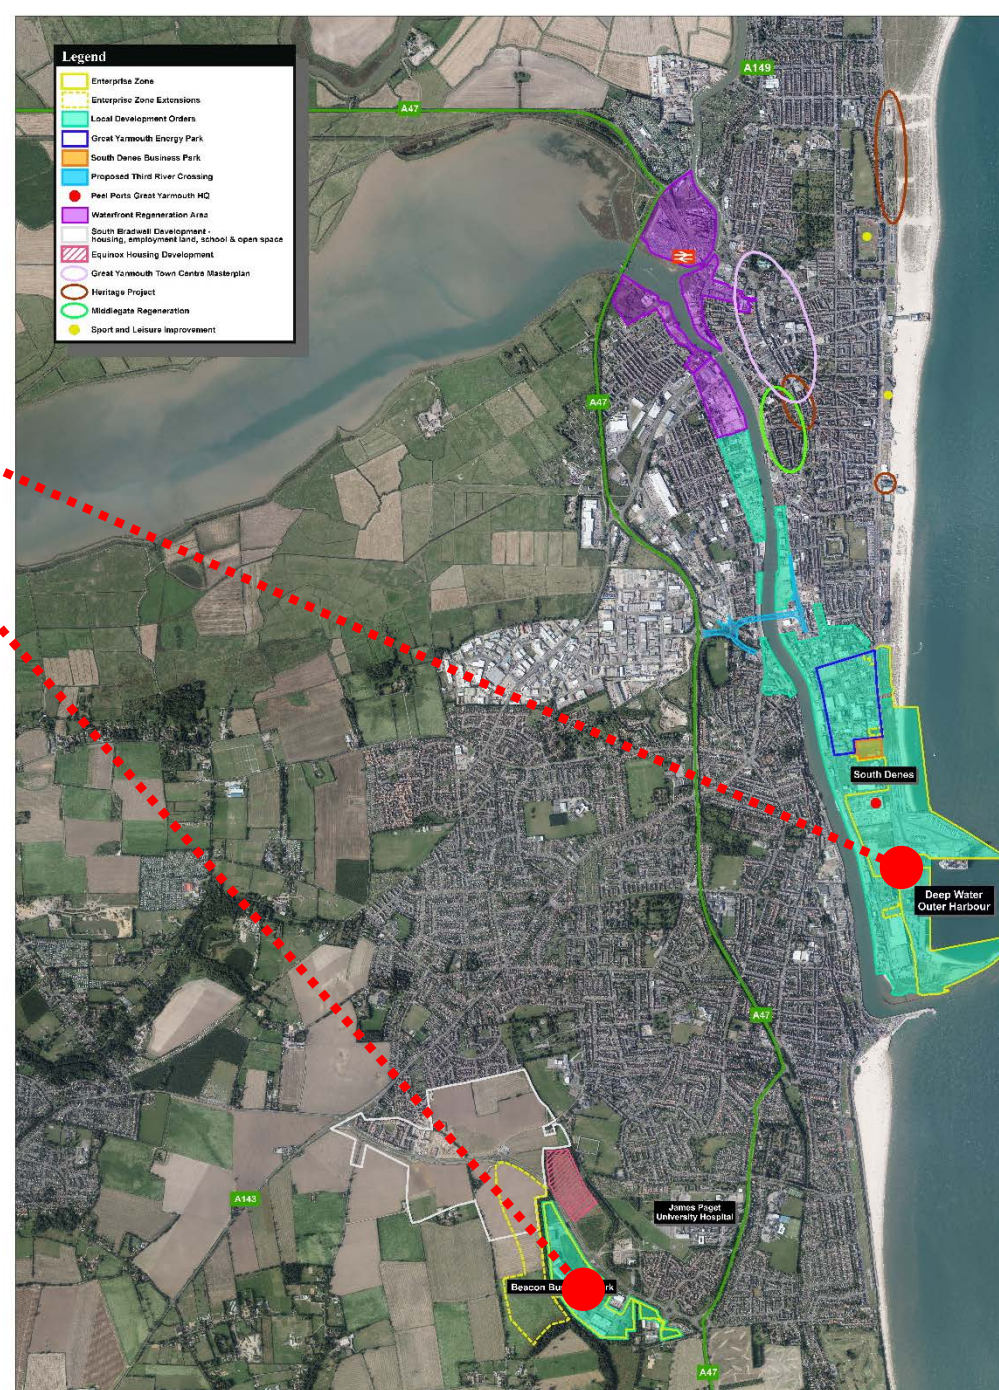 Legend
Enterprise Zone
Enterprise Zone Extensions
Local Development Orders
Great Yarmouth Energy Park
South Denes Business Park
Proposed Third River Crossing
Peel Ports Great Yarmouth HQ
Waterfront Regeneration Area
South Bradwell Development -
housing, employment land, school & open space
Equinox Housing Development
Great Yarmouth Town Centre Masterplan
Heritage Project
Middlegate Regeneration
Sport and Leisure Improvement
A149
A47
A47
South Denes
Deep Water
Outer Harbour
A47
A143
James Paget
University Hospital
Beacon
A47